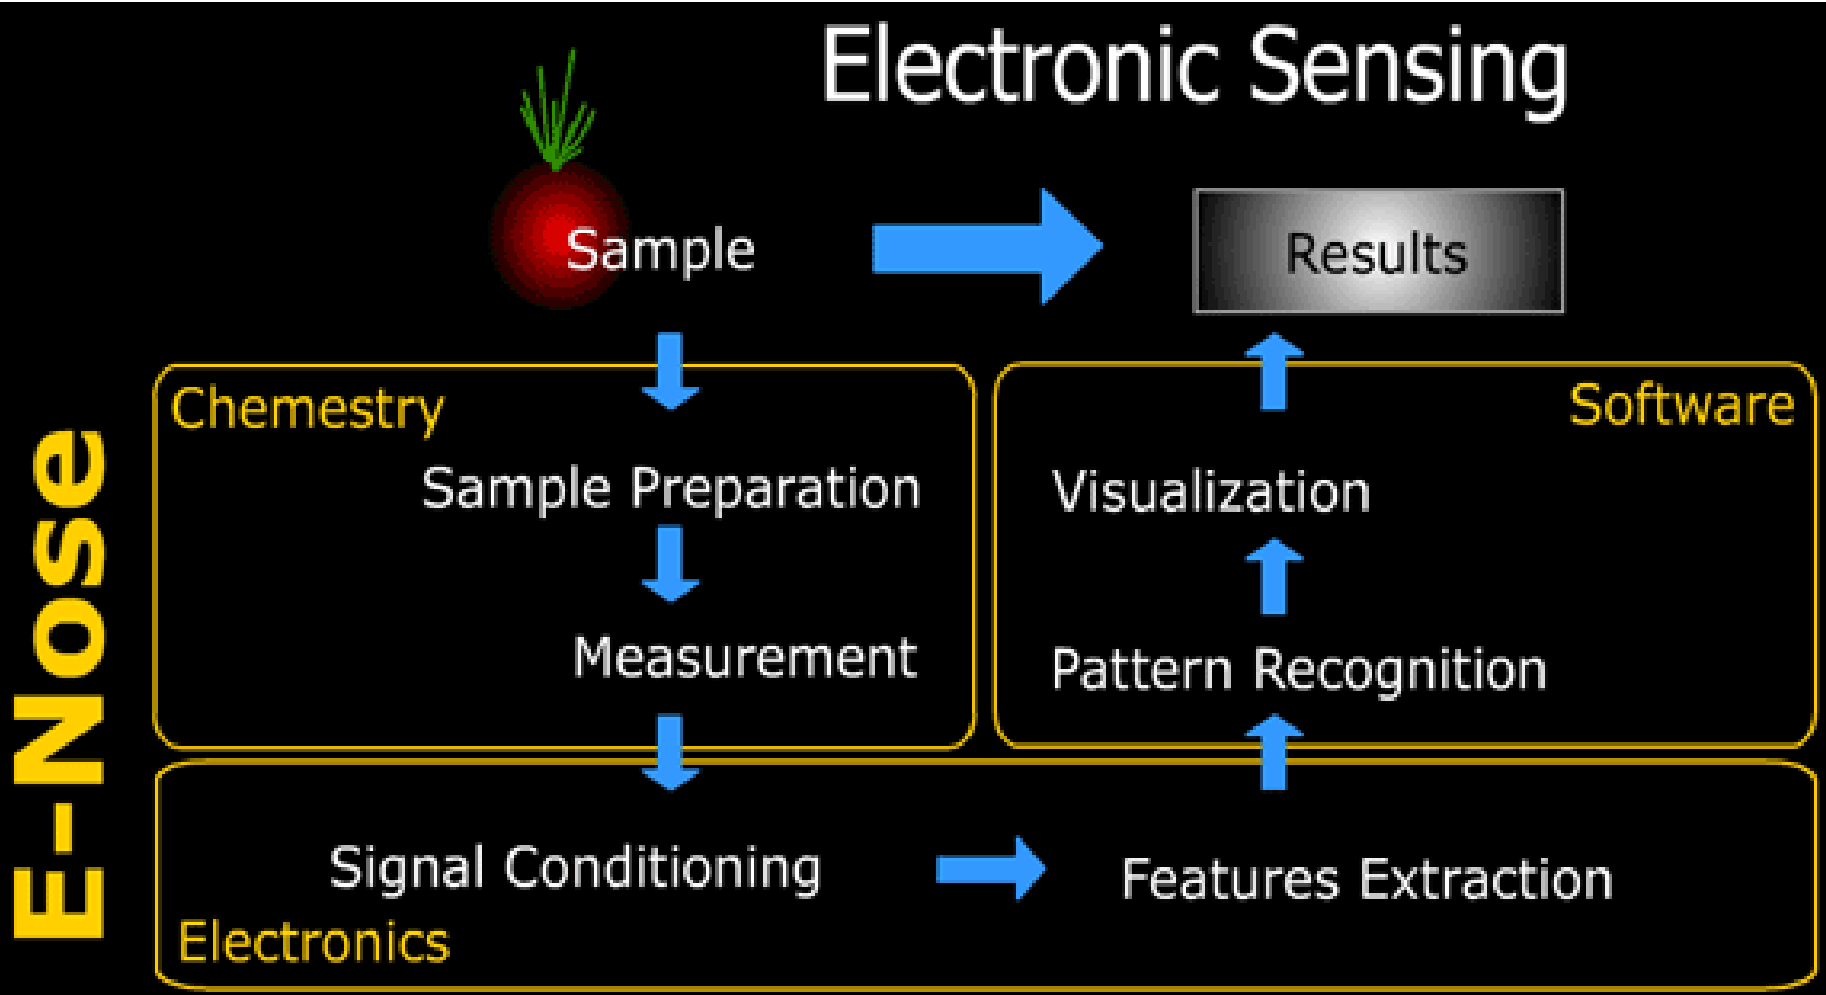 Electronic Sensing
Sample
Results
E-Nose
Chemestry
Sample Preparation
Measurement
Software
Visualization
Pattern Recognition
Signal Conditioning
Features Extraction
Electronics